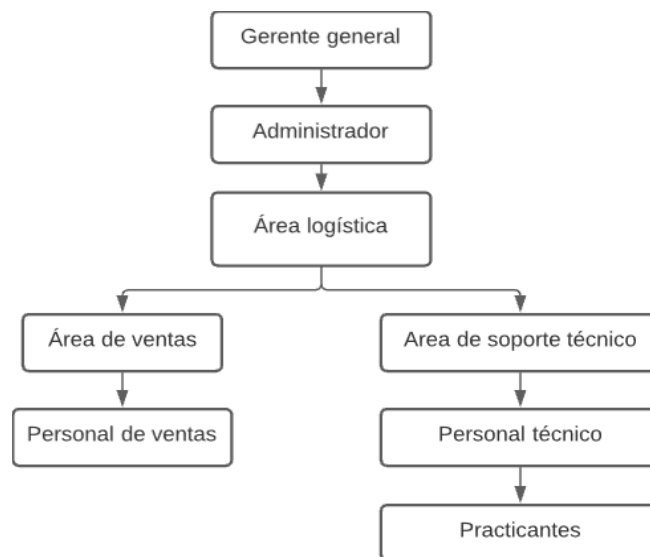 Gerente general
Administrador
Área logística
Área de ventas
Area de soporte técnico
Personal de ventas
Personal técnico
Practicantes